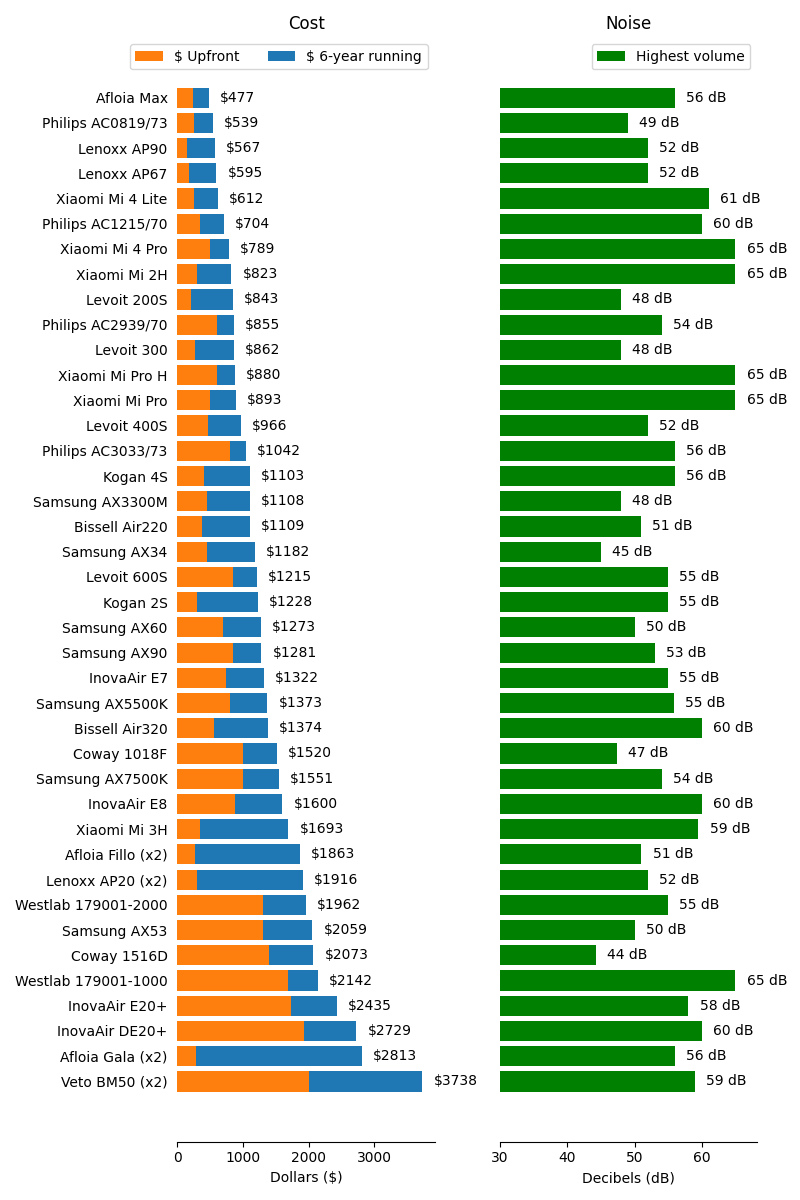 Cost Noise
$ Upfront $ 6-year running Highest volume
Afloia Max $477 56 dB
Philips AC0819/73 $539 49 dB
Lenoxx AP90 $567 52 dB
Lenoxx AP67 $595 52 dB
Xiaomi Mi 4 Lite $612 61 dB
Philips AC1215/70 $704 60 dB
Xiaomi Mi 4 Pro $789 65 dB
Xiaomi Mi 2H $823 65 dB
Levoit 200S $843 48 dB
Philips AC2939/70 $855 54 dB
Levoit 300 $862 48 dB
Xiaomi Mi Pro H $880 65 dB
Xiaomi Mi Pro $893 65 dB
Levoit 400S $966 52 dB
Philips AC3033/73 $1042 56 dB
Kogan 4S $1103 56 dB
Samsung AX3300M $1108 48 dB
Bissell Air220 $1109 51 dB
Samsung AX34 $1182 45 dB
Levoit 600S $1215 55 dB
Kogan 2S $1228 55 dB
Samsung AX60 $1273 50 dB
Samsung AX90 $1281 53 dB
InovaAir E7 $1322 55 dB
Samsung AX5500K $1373 55 dB
Bissell Air320 $1374 60 dB
Coway 1018F $1520 47 dB
Samsung AX7500K $1551 54 dB
InovaAir E8 $1600 60 dB
Xiaomi Mi 3H $1693 59 dB
Afloia Fillo (x2) $1863 51 dB
Lenoxx AP20 (x2) $1916 52 dB
Westlab 179001-2000 $1962 55 dB
Samsung AX53 $2059 50 dB
Coway 1516D $2073 44 dB
Westlab 179001-1000 $2142 65 dB
InovaAir E20+ $2435 58 dB
InovaAir DE20+ $2729 60 dB
Afloia Gala (x2) $2813 56 dB
Veto BM50 (x2) $3738 59 dB
0 1000 2000 3000 30 40 50 60
Dollars ($) Decibels (dB)